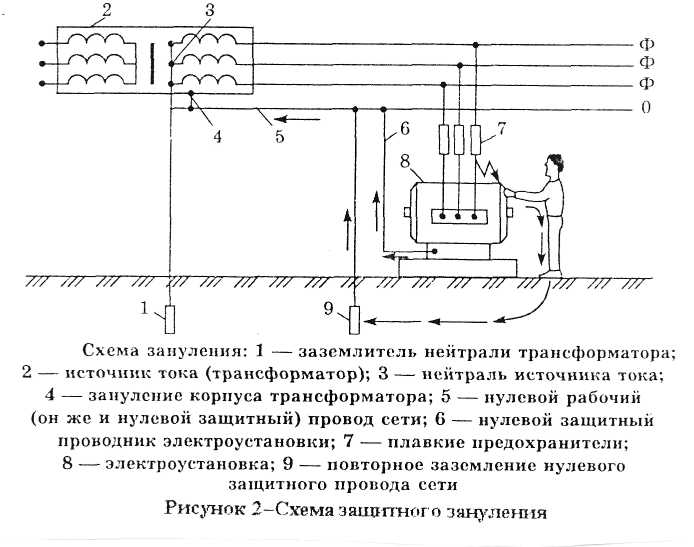 2
3
Ф
Ф
Ф
0
4
5
6
7
8
1
9
Схема зануления: 1 — заземлитель нейтрали трансформатора;
2 — источник тока (трансформатор); 3 — нейтраль источника тока;
4 — зануление корпуса трансформатора; 5 — нулевой рабочий
(он же и нулевой защитный) провод сети; 6 — нулевой защитный
проводник электроустановки; 7 — плавкие предохранители;
8 — электроустановка; 9 — повторное заземление нулевого
защитного провода сети
Рисунок 2–Схема защитного зануления